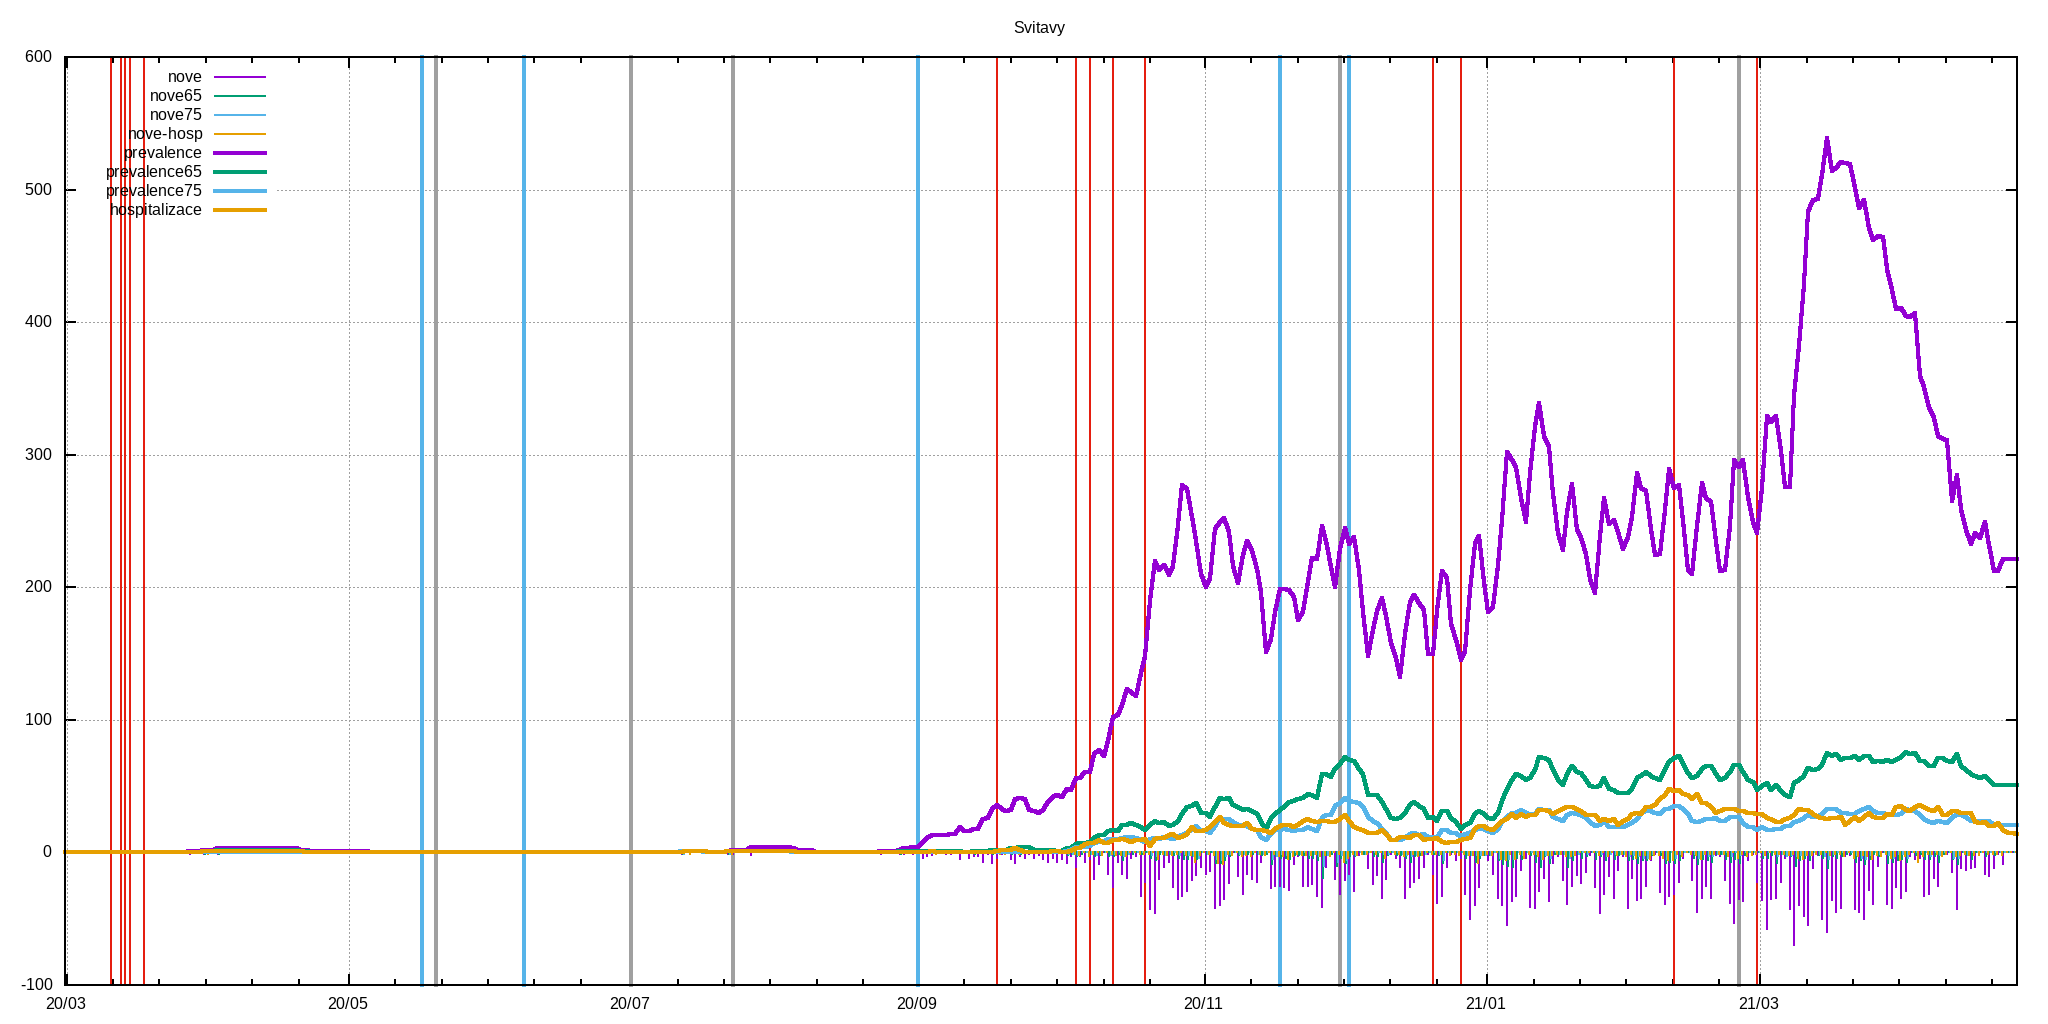 Svitavy
600
500
400
300
200
100
0
-100
nove
nove65
nove75
nove-hosp
prevalence
prevalence65
prevalence75
hospitalizace
20/03 20/05 20/07 20/09 20/11 21/01 21/03